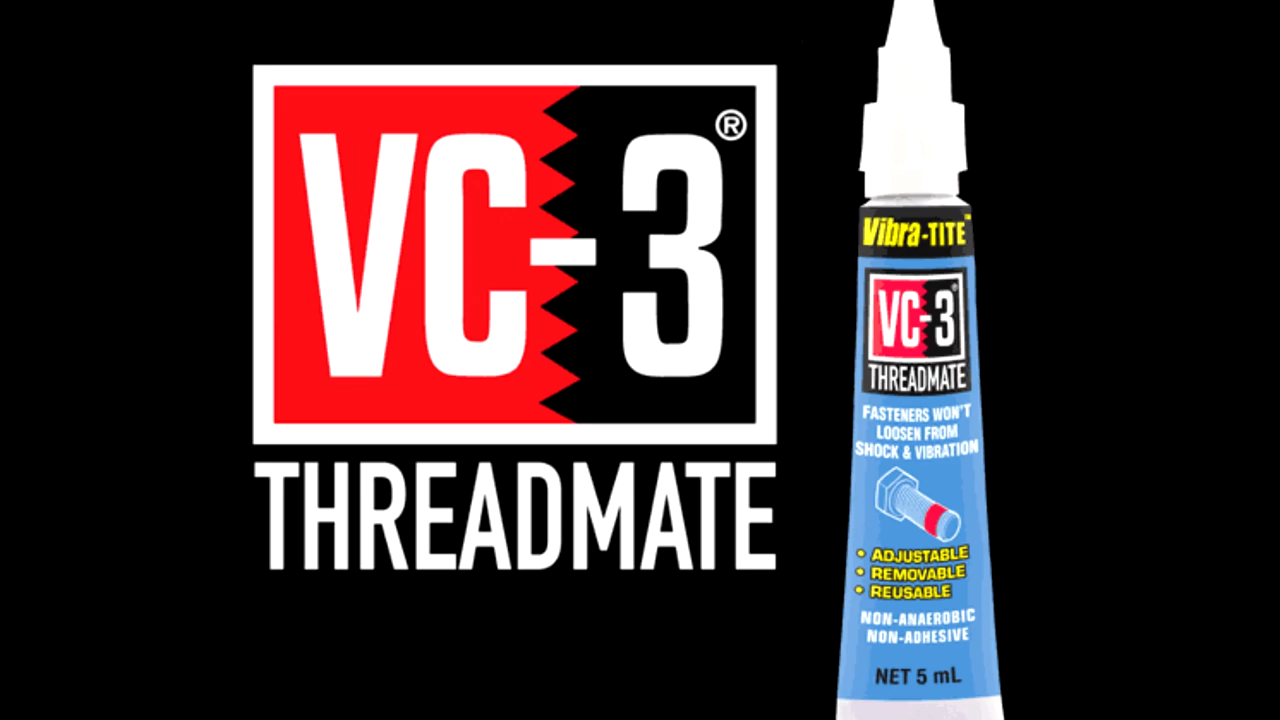 VC-3®
THREADMATE
Vibra-TITE™
VC-3®
THREADMATE
FASTENERS WON'T
LOOSEN FROM
SHOCK & VIBRATION
• ADJUSTABLE
• REMOVABLE
• REUSABLE
NON-ANAEROBIC
NON-ADHESIVE
NET 5 mL